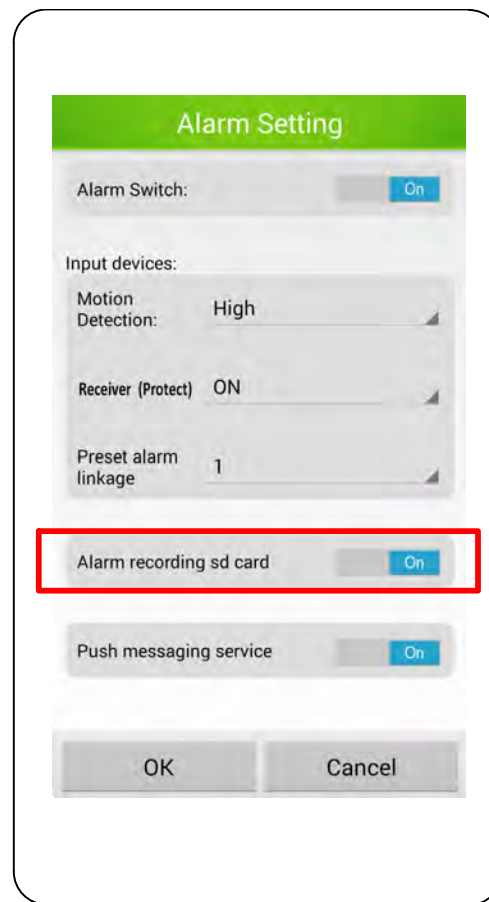 Alarm Setting
Alarm Switch: On
Input devices:
Motion
Detection: High
Receiver (Protect) ON
Preset alarm
linkage 1
Alarm recording sd card On
Push messaging service On
OK Cancel